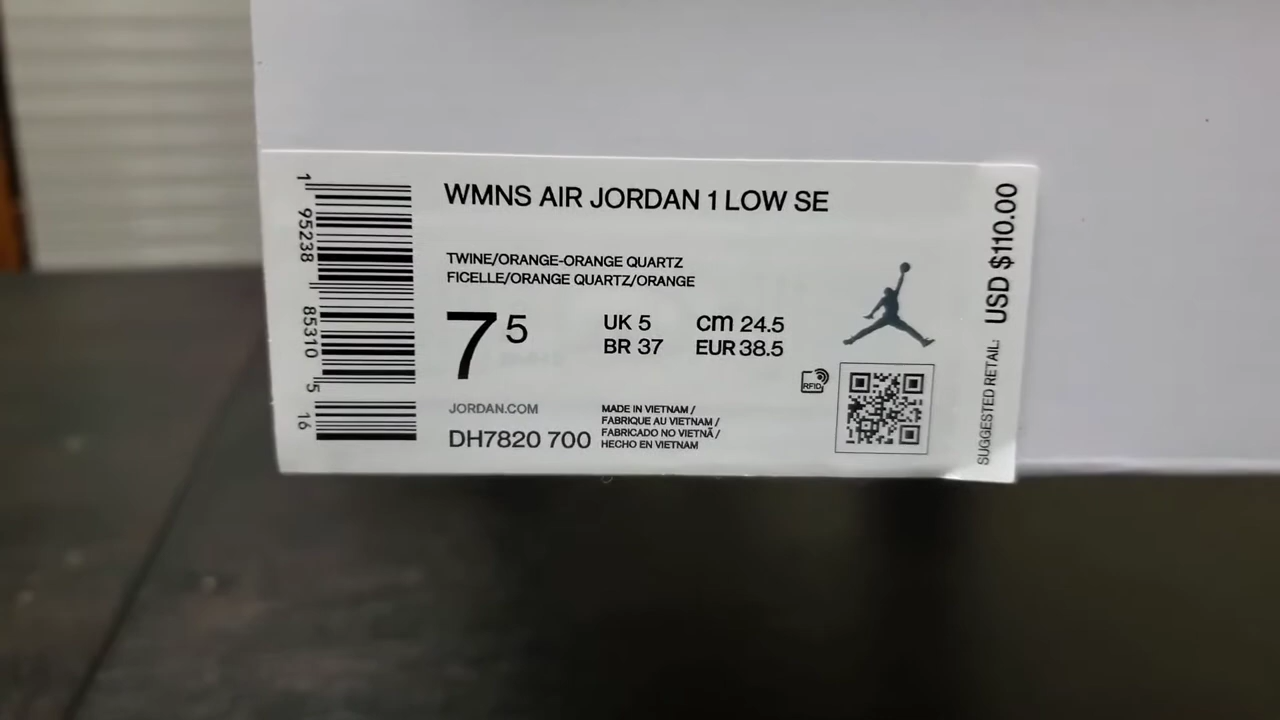 WMNS AIR JORDAN 1 LOW SE
TWINE/ORANGE-ORANGE QUARTZ
FICELLE/ORANGE QUARTZ/ORANGE
7 5
UK 5
BR 37
cm 24.5
EUR 38.5
RFID
JORDAN.COM
DH7820 700
MADE IN VIETNAM /
FABRIQUE AU VIETNAM /
FABRICADO NO VIETNÃ /
HECHO EN VIETNAM
1 95238 85310 5 16
SUGGESTED RETAIL: USD $110.00